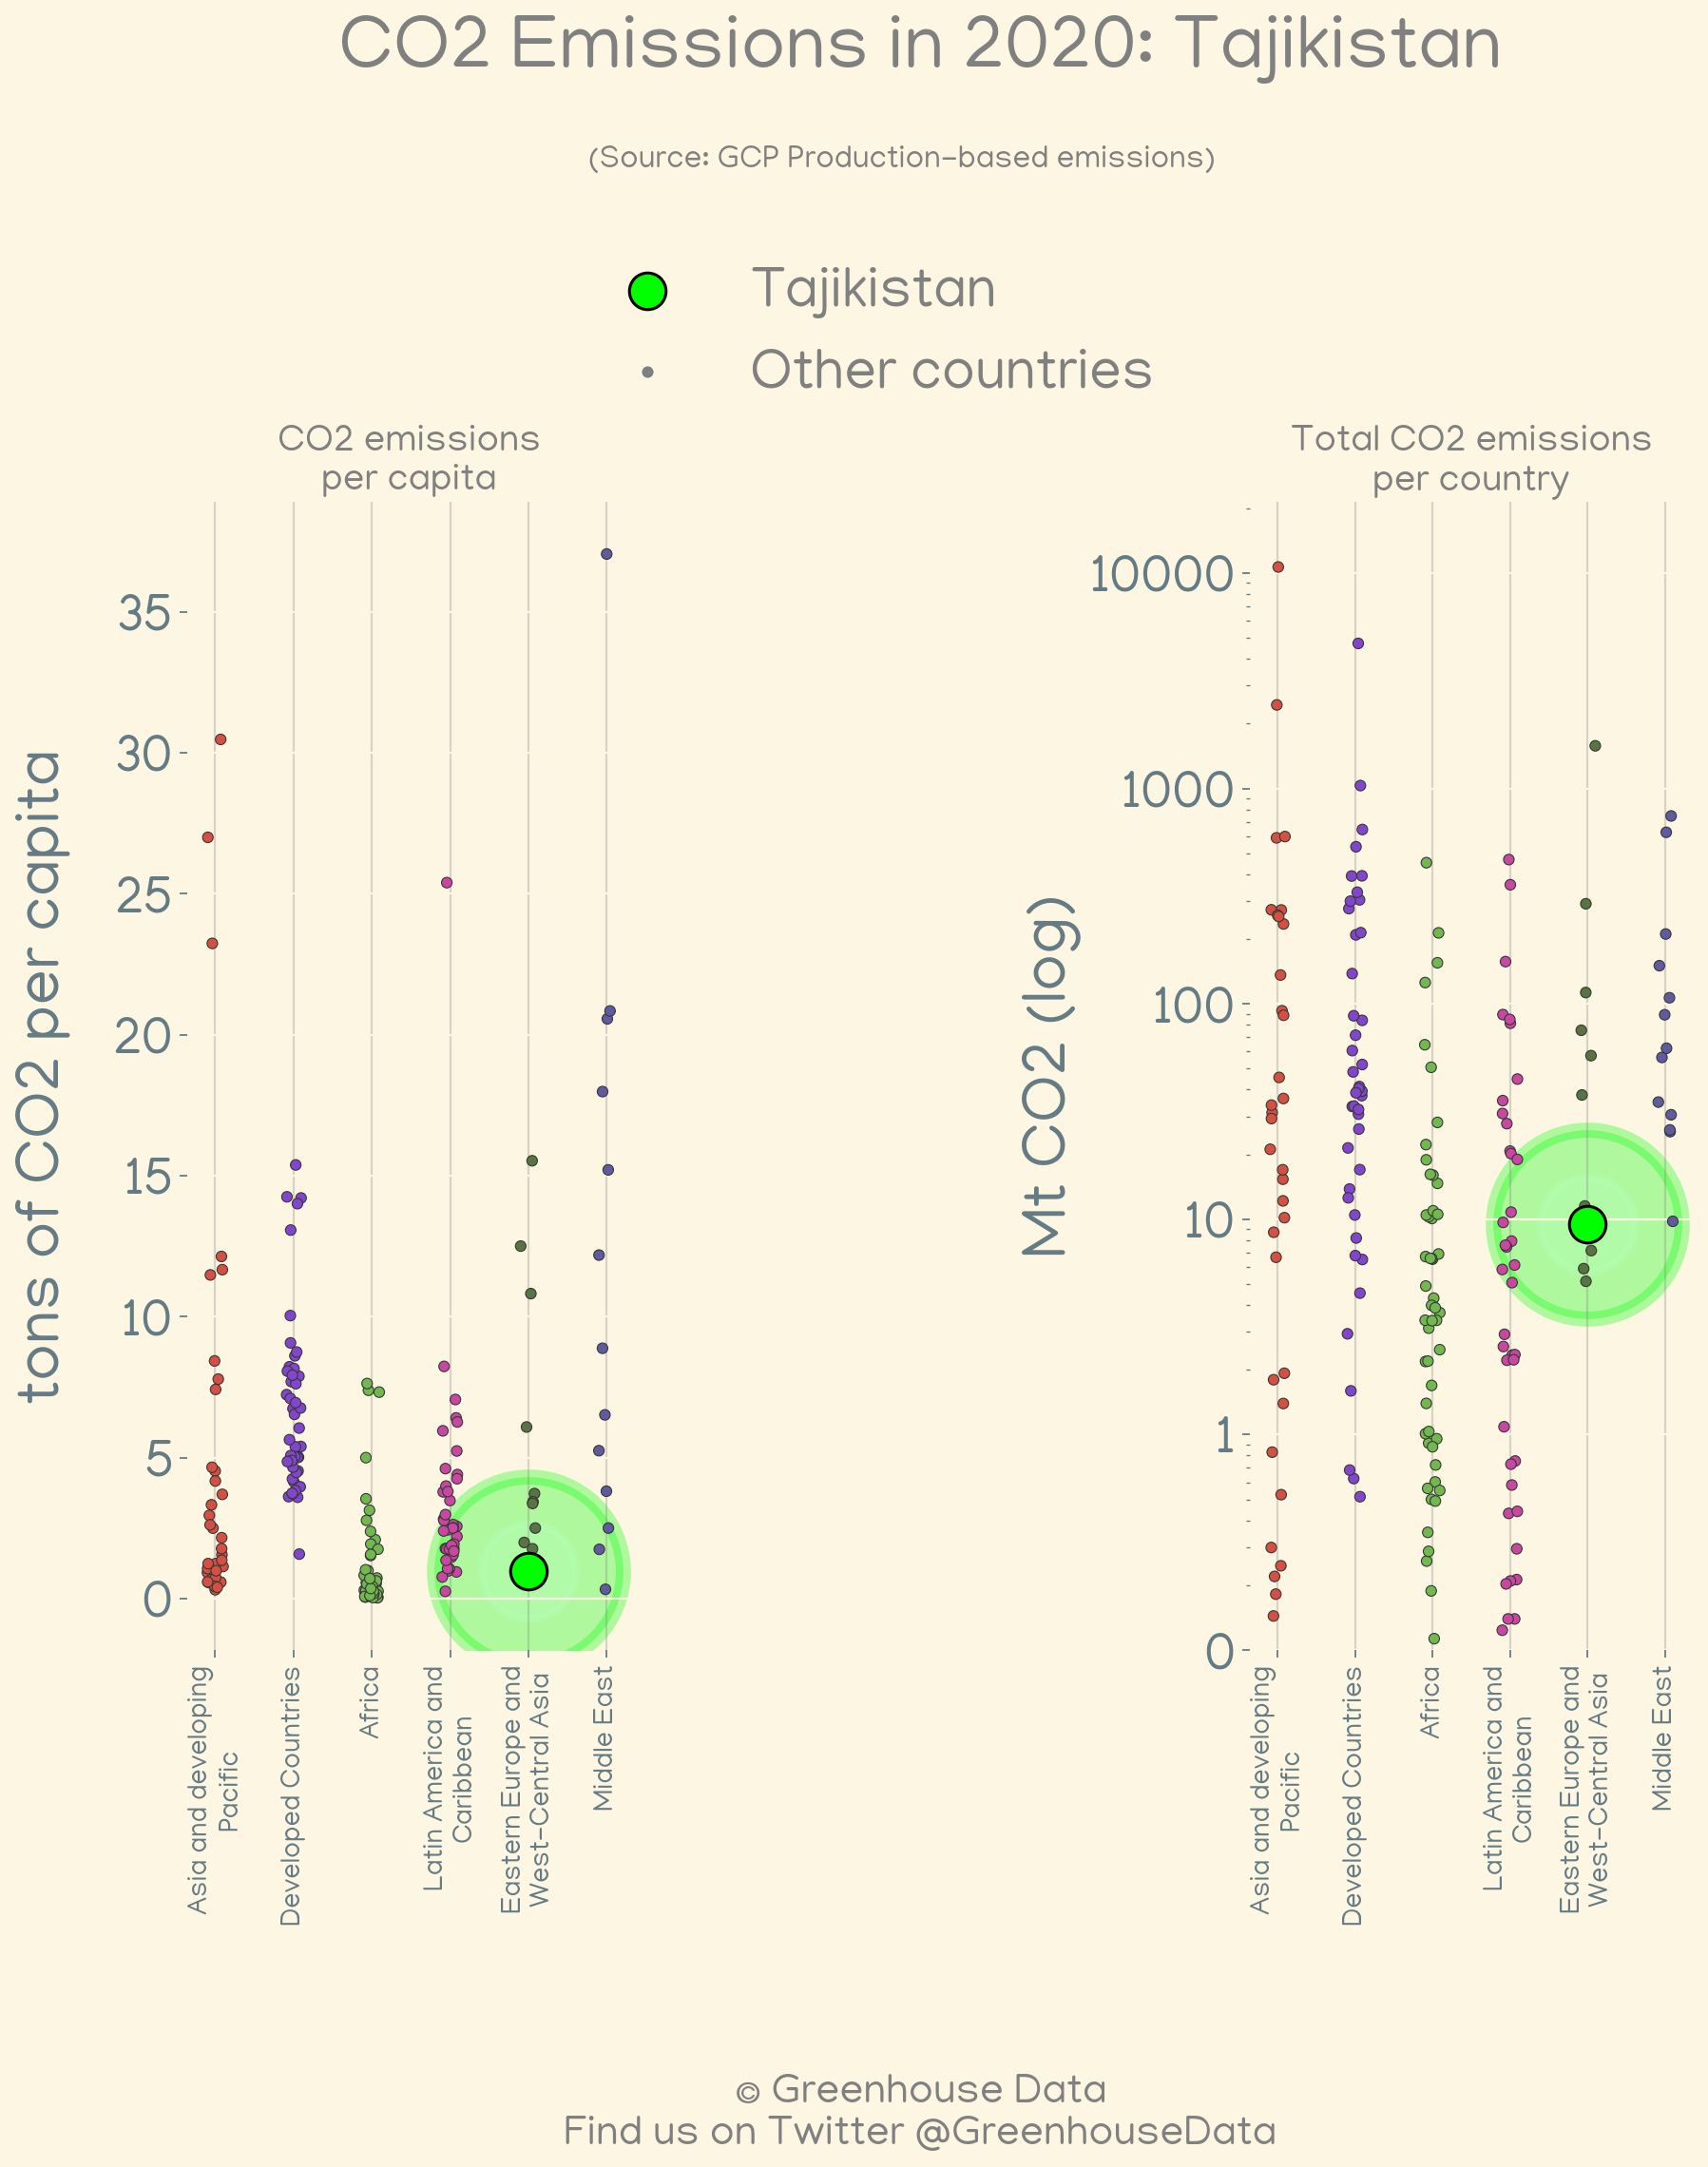 CO2 Emissions in 2020: Tajikistan
(Source: GCP Production-based emissions)
Tajikistan
Other countries
CO2 emissions
per capita
tons of CO2 per capita
35
30
25
20
15
10
5
0
Asia and developing
Pacific
Developed Countries
Africa
Latin America and
Caribbean
Eastern Europe and
West-Central Asia
Middle East
Total CO2 emissions
per country
Mt CO2 (log)
10000
1000
100
10
1
0
Asia and developing
Pacific
Developed Countries
Africa
Latin America and
Caribbean
Eastern Europe and
West-Central Asia
Middle East
© Greenhouse Data
Find us on Twitter @GreenhouseData